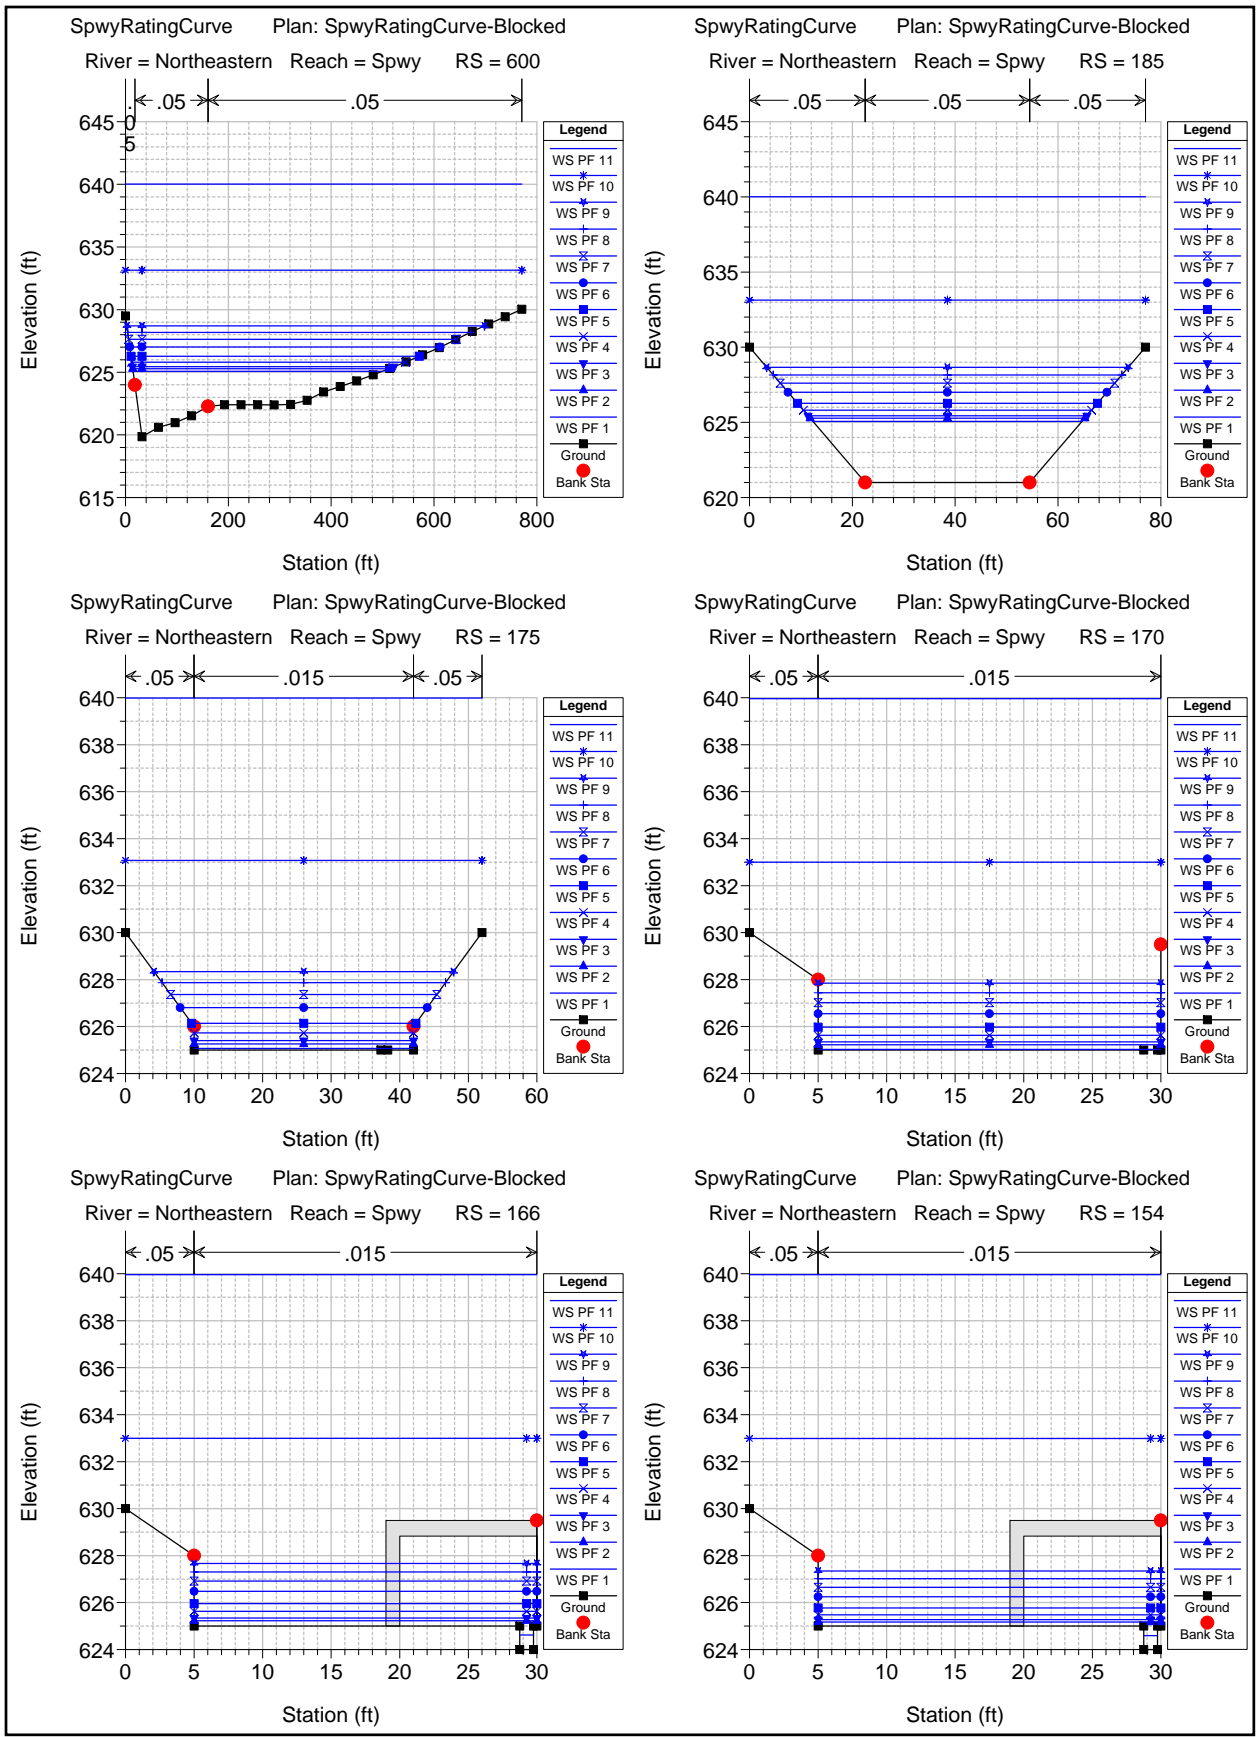 SpwyRatingCurve Plan: SpwyRatingCurve-Blocked
River = Northeastern Reach = Spwy RS = 600
.05 .05 .05
645
640
635
630
625
620
615
0 200 400 600 800
Elevation (ft)
Station (ft)
Legend
WS PF 11
WS PF 10
WS PF 9
WS PF 8
WS PF 7
WS PF 6
WS PF 5
WS PF 4
WS PF 3
WS PF 2
WS PF 1
Ground
Bank Sta
SpwyRatingCurve Plan: SpwyRatingCurve-Blocked
River = Northeastern Reach = Spwy RS = 185
.05 .05 .05
645
640
635
630
625
620
0 20 40 60 80
Elevation (ft)
Station (ft)
Legend
WS PF 11
WS PF 10
WS PF 9
WS PF 8
WS PF 7
WS PF 6
WS PF 5
WS PF 4
WS PF 3
WS PF 2
WS PF 1
Ground
Bank Sta
SpwyRatingCurve Plan: SpwyRatingCurve-Blocked
River = Northeastern Reach = Spwy RS = 175
.05 .015 .05
640
638
636
634
632
630
628
626
624
0 10 20 30 40 50 60
Elevation (ft)
Station (ft)
Legend
WS PF 11
WS PF 10
WS PF 9
WS PF 8
WS PF 7
WS PF 6
WS PF 5
WS PF 4
WS PF 3
WS PF 2
WS PF 1
Ground
Bank Sta
SpwyRatingCurve Plan: SpwyRatingCurve-Blocked
River = Northeastern Reach = Spwy RS = 170
.05 .015
640
638
636
634
632
630
628
626
624
0 5 10 15 20 25 30
Elevation (ft)
Station (ft)
Legend
WS PF 11
WS PF 10
WS PF 9
WS PF 8
WS PF 7
WS PF 6
WS PF 5
WS PF 4
WS PF 3
WS PF 2
WS PF 1
Ground
Bank Sta
SpwyRatingCurve Plan: SpwyRatingCurve-Blocked
River = Northeastern Reach = Spwy RS = 166
.05 .015
640
638
636
634
632
630
628
626
624
0 5 10 15 20 25 30
Elevation (ft)
Station (ft)
Legend
WS PF 11
WS PF 10
WS PF 9
WS PF 8
WS PF 7
WS PF 6
WS PF 5
WS PF 4
WS PF 3
WS PF 2
WS PF 1
Ground
Bank Sta
SpwyRatingCurve Plan: SpwyRatingCurve-Blocked
River = Northeastern Reach = Spwy RS = 154
.05 .015
640
638
636
634
632
630
628
626
624
0 5 10 15 20 25 30
Elevation (ft)
Station (ft)
Legend
WS PF 11
WS PF 10
WS PF 9
WS PF 8
WS PF 7
WS PF 6
WS PF 5
WS PF 4
WS PF 3
WS PF 2
WS PF 1
Ground
Bank Sta